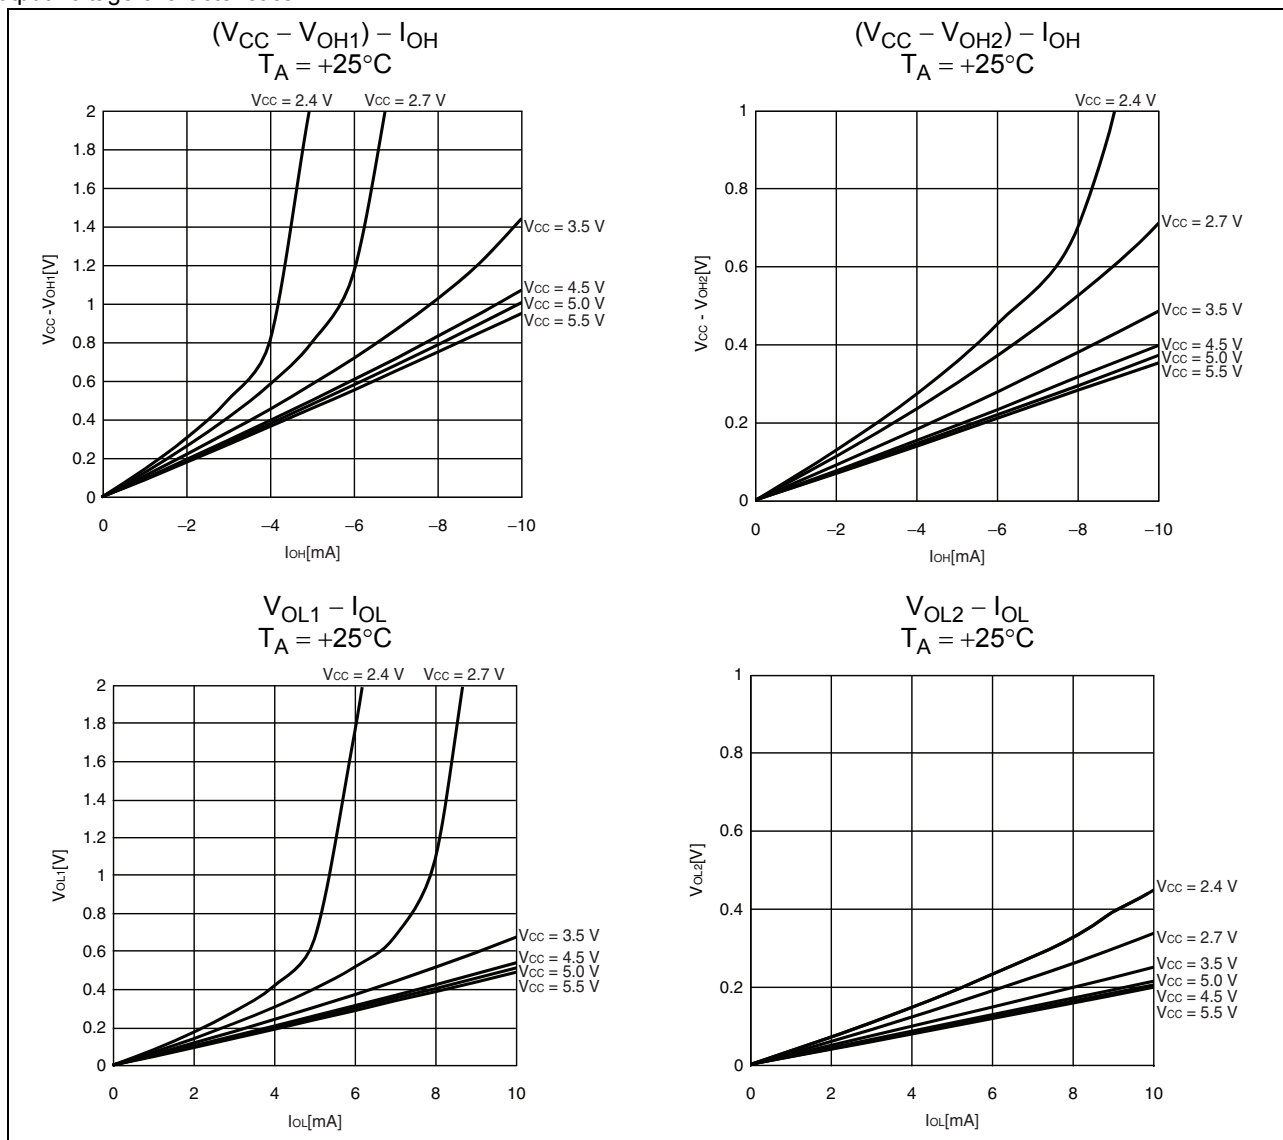 (VCC – VOH1) – IOH
TA = +25°C
VCC = 2.4 V VCC = 2.7 V
2
1.8
1.6
1.4
1.2
1
0.8
0.6
0.4
0.2
0
VCC -VOH1[V]
VCC = 3.5 V
VCC = 4.5 V
VCC = 5.0 V
VCC = 5.5 V
0 –2 –4 –6 –8 –10
IOH[mA]
(VCC – VOH2) – IOH
TA = +25°C
VCC = 2.4 V
1
0.8
0.6
0.4
0.2
0
VCC - VOH2[V]
VCC = 2.7 V
VCC = 3.5 V
VCC = 4.5 V
VCC = 5.0 V
VCC = 5.5 V
0 –2 –4 –6 –8 –10
IOH[mA]
VOL1 – IOL
TA = +25°C
VCC = 2.4 V VCC = 2.7 V
2
1.8
1.6
1.4
1.2
1
0.8
0.6
0.4
0.2
0
VOL1[V]
VCC = 3.5 V
VCC = 4.5 V
VCC = 5.0 V
VCC = 5.5 V
0 2 4 6 8 10
IOL[mA]
VOL2 – IOL
TA = +25°C
1
0.8
0.6
0.4
0.2
0
VOL2[V]
VCC = 2.4 V
VCC = 2.7 V
VCC = 3.5 V
VCC = 5.0 V
VCC = 4.5 V
VCC = 5.5 V
0 2 4 6 8 10
IOL[mA]